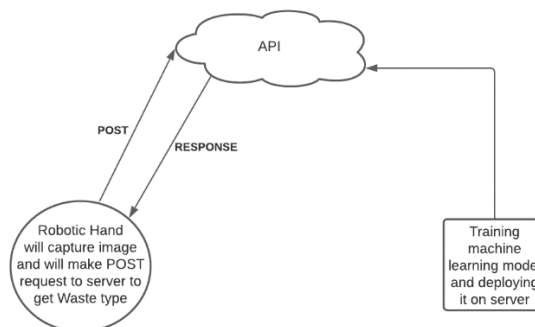 API
POST
RESPONSE
Robotic Hand
will capture image
and will make POST
request to server to
get Waste type
Training
machine
learning model
and deploying
it on server